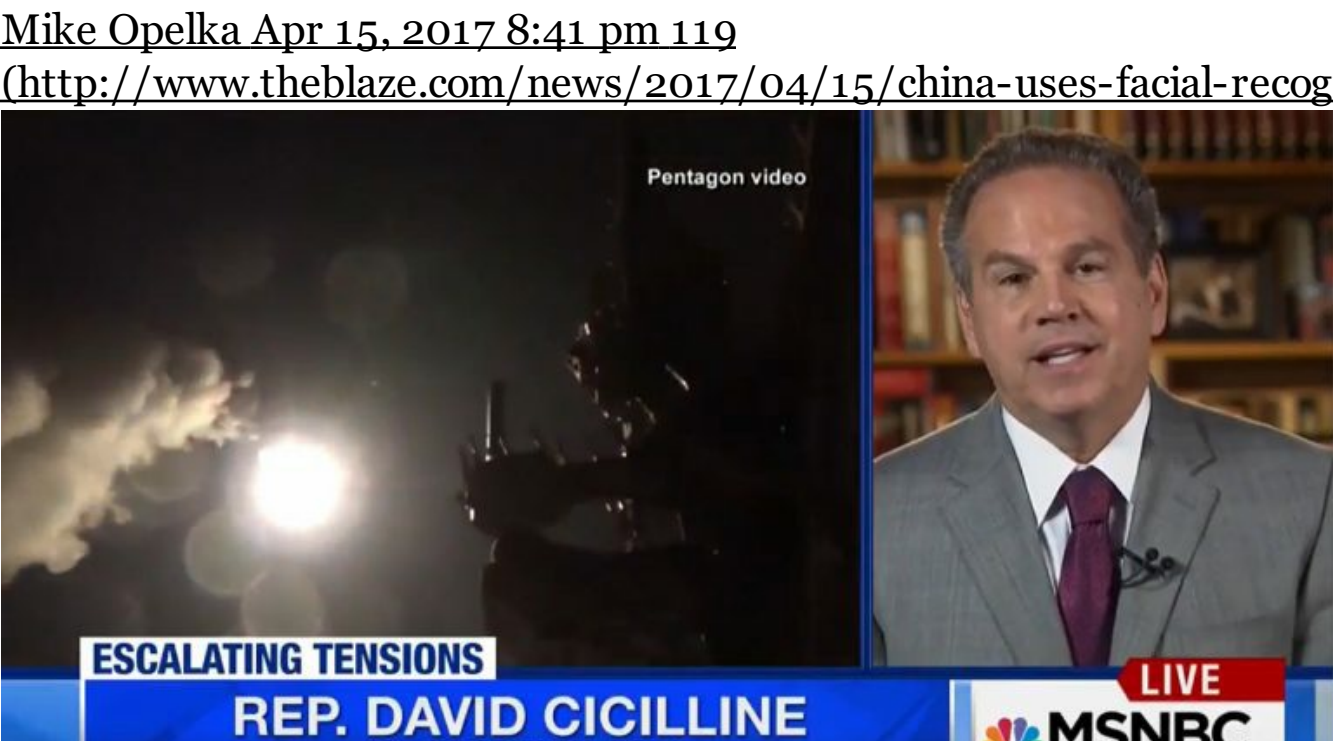 Mike Opelka Apr 15, 2017 8:41 pm 119
(http://www.theblaze.com/news/2017/04/15/china-uses-facial-recog
Pentagon video
ESCALATING TENSIONS
REP. DAVID CICILLINE
LIVE
MSNBC